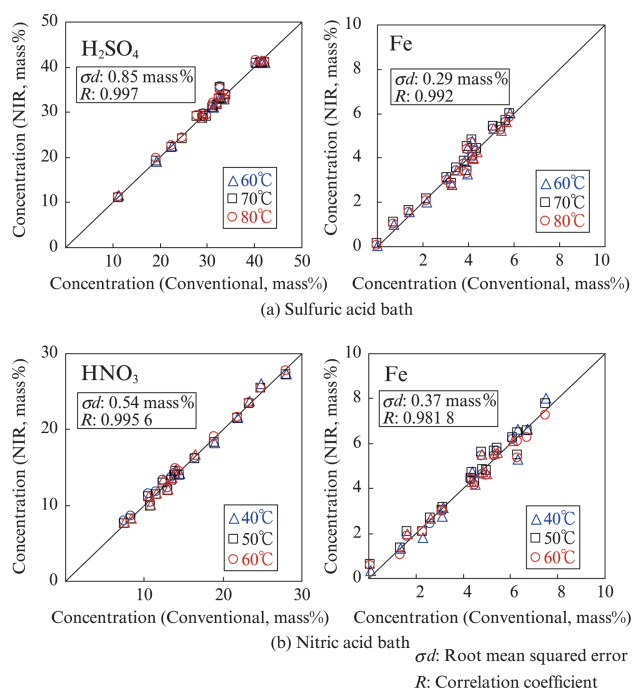 H₂SO₄
σd: 0.85 mass%
R: 0.997
Concentration (NIR, mass%)
50
40
30
20
10
0
10 20 30 40 50
△ 60℃
□ 70℃
○ 80℃
Concentration (Conventional, mass%)
Fe
σd: 0.29 mass%
R: 0.992
Concentration (NIR, mass%)
10
8
6
4
2
0
2 4 6 8 10
△ 60℃
□ 70℃
○ 80℃
Concentration (Conventional, mass%)
(a) Sulfuric acid bath
HNO₃
σd: 0.54 mass%
R: 0.995 6
Concentration (NIR, mass%)
30
20
10
0
10 20 30
△ 40℃
□ 50℃
○ 60℃
Concentration (Conventional, mass%)
Fe
σd: 0.37 mass%
R: 0.981 8
Concentration (NIR, mass%)
10
8
6
4
2
0
2 4 6 8 10
△ 40℃
□ 50℃
○ 60℃
Concentration (Conventional, mass%)
(b) Nitric acid bath
σd: Root mean squared error
R: Correlation coefficient